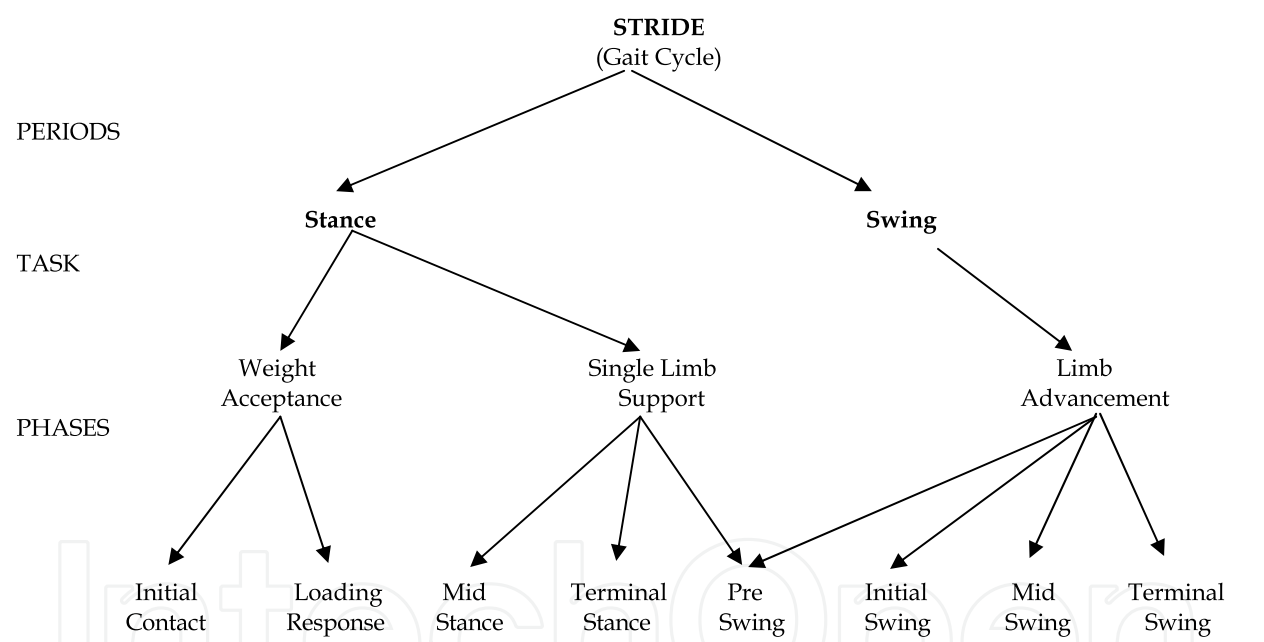 STRIDE
(Gait Cycle)
PERIODS
Stance
Swing
TASK
Weight
Acceptance
Single Limb
Support
Limb
Advancement
PHASES
Initial
Contact
Loading
Response
Mid
Stance
Terminal
Stance
Pre
Swing
Initial
Swing
Mid
Swing
Terminal
Swing
IntechOpen